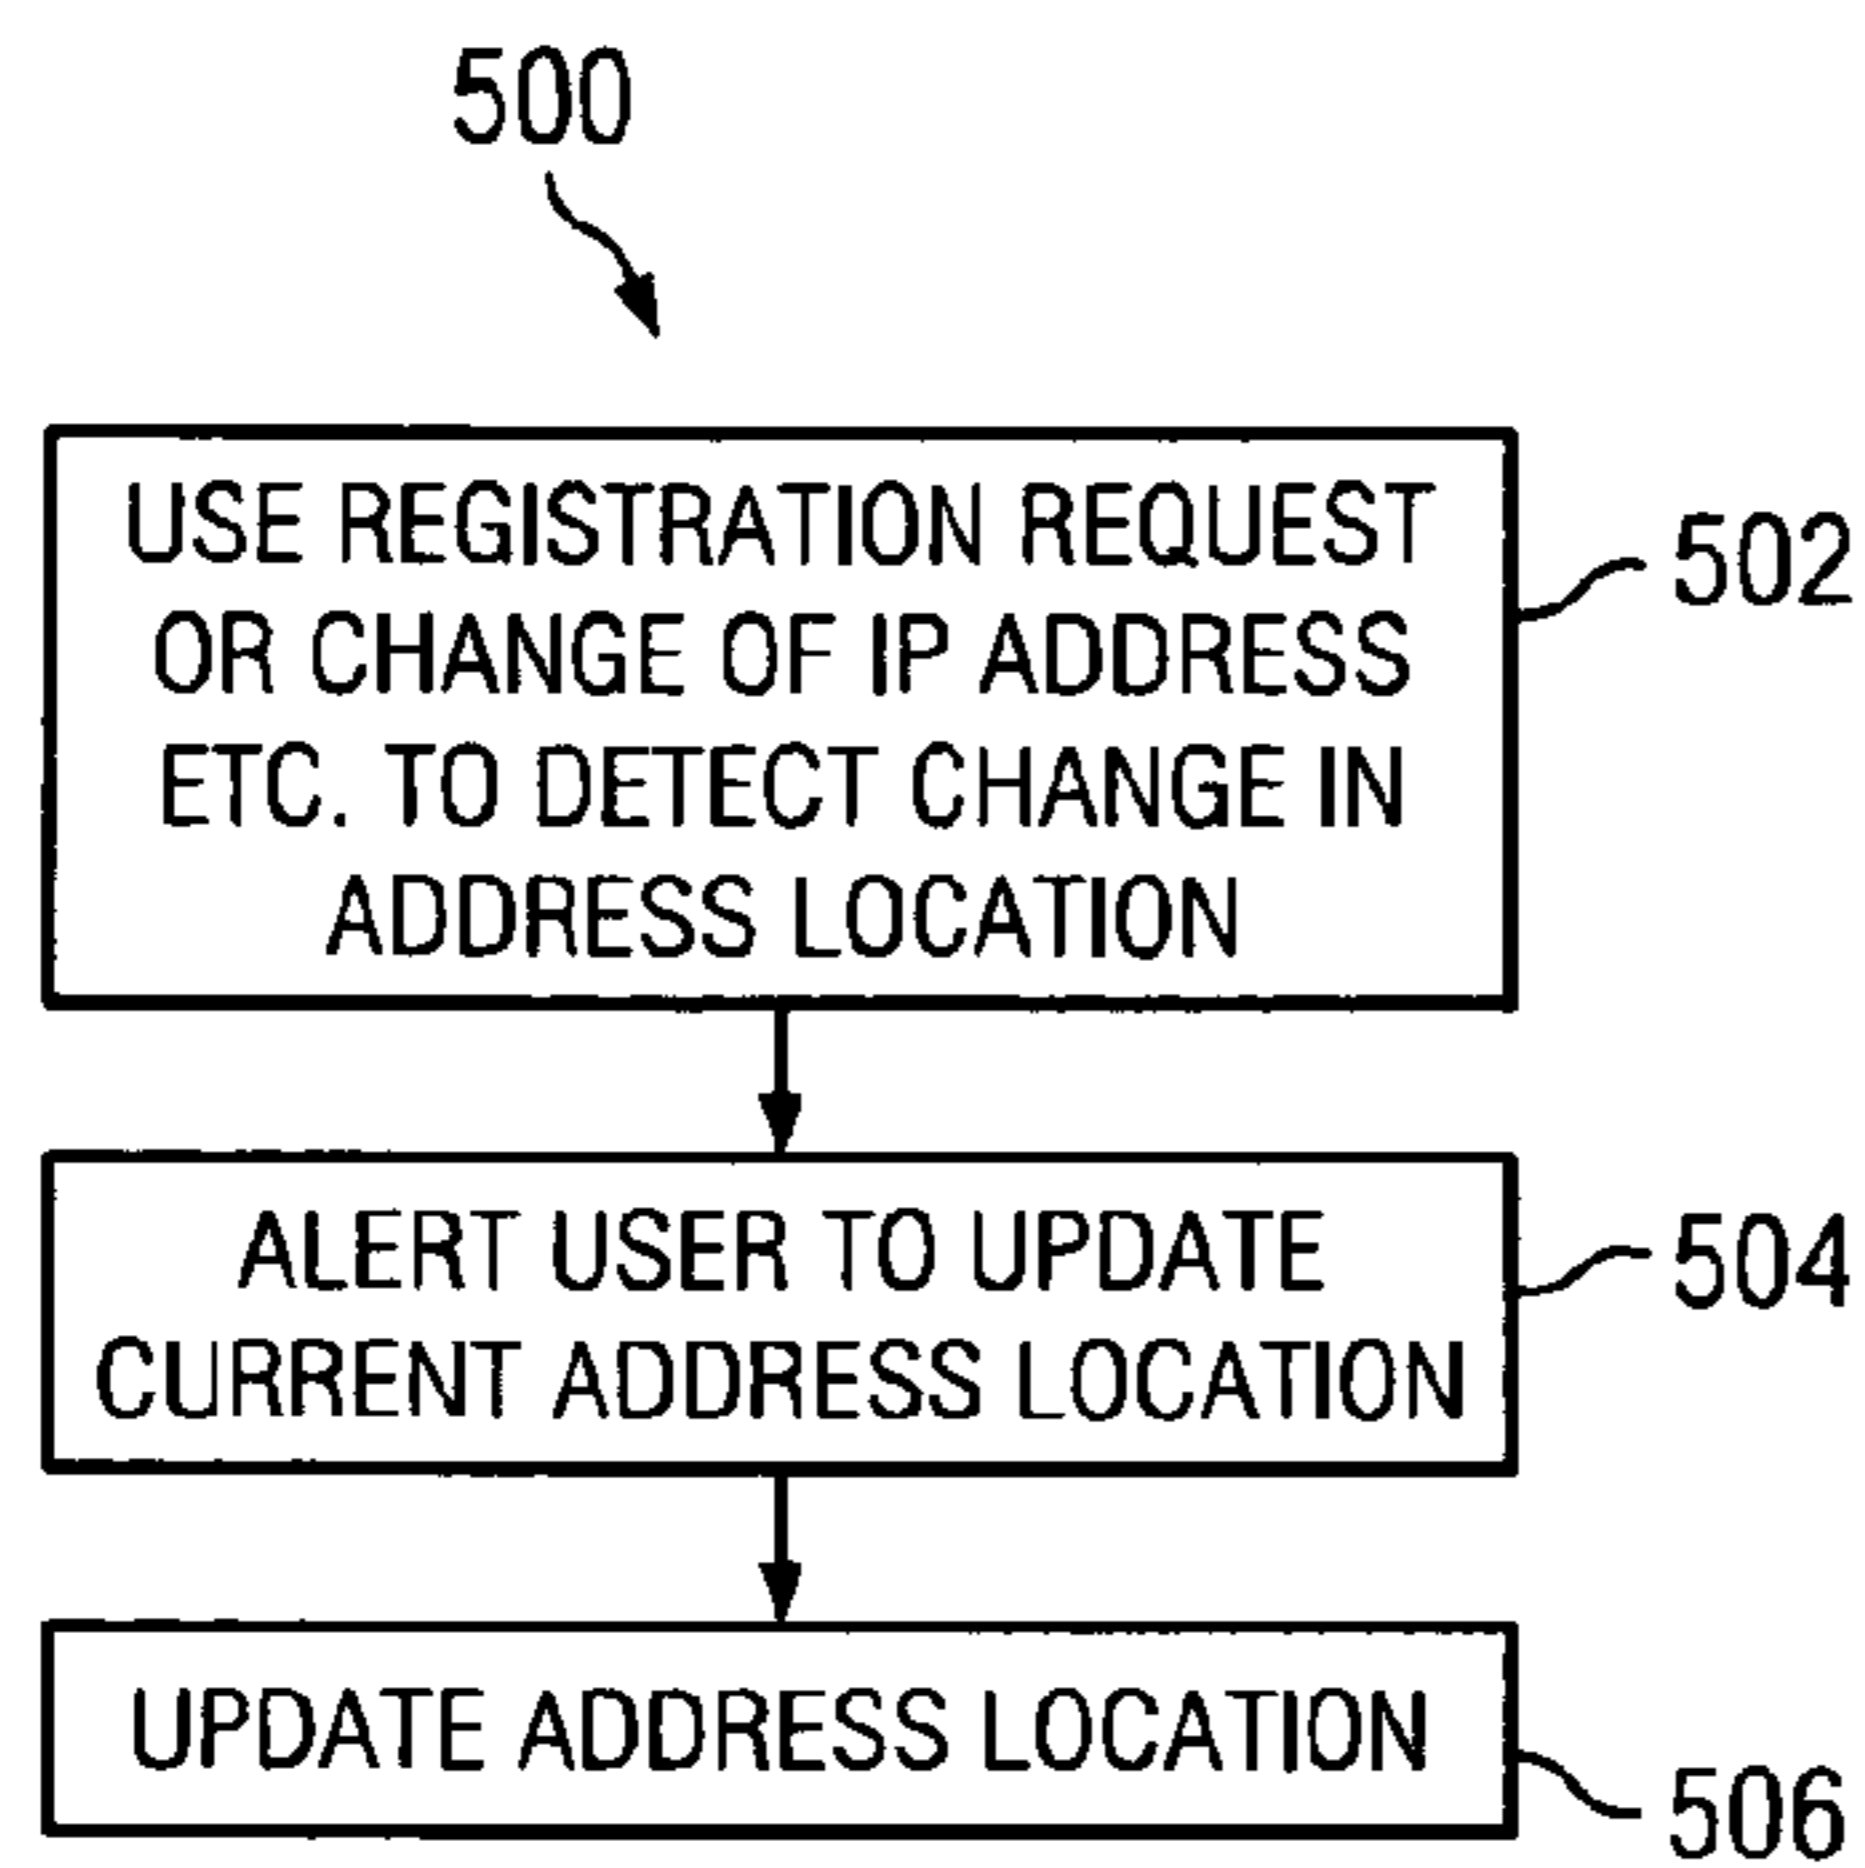 500
USE REGISTRATION REQUEST
OR CHANGE OF IP ADDRESS
ETC. TO DETECT CHANGE IN
ADDRESS LOCATION
502
ALERT USER TO UPDATE
CURRENT ADDRESS LOCATION
504
UPDATE ADDRESS LOCATION
506